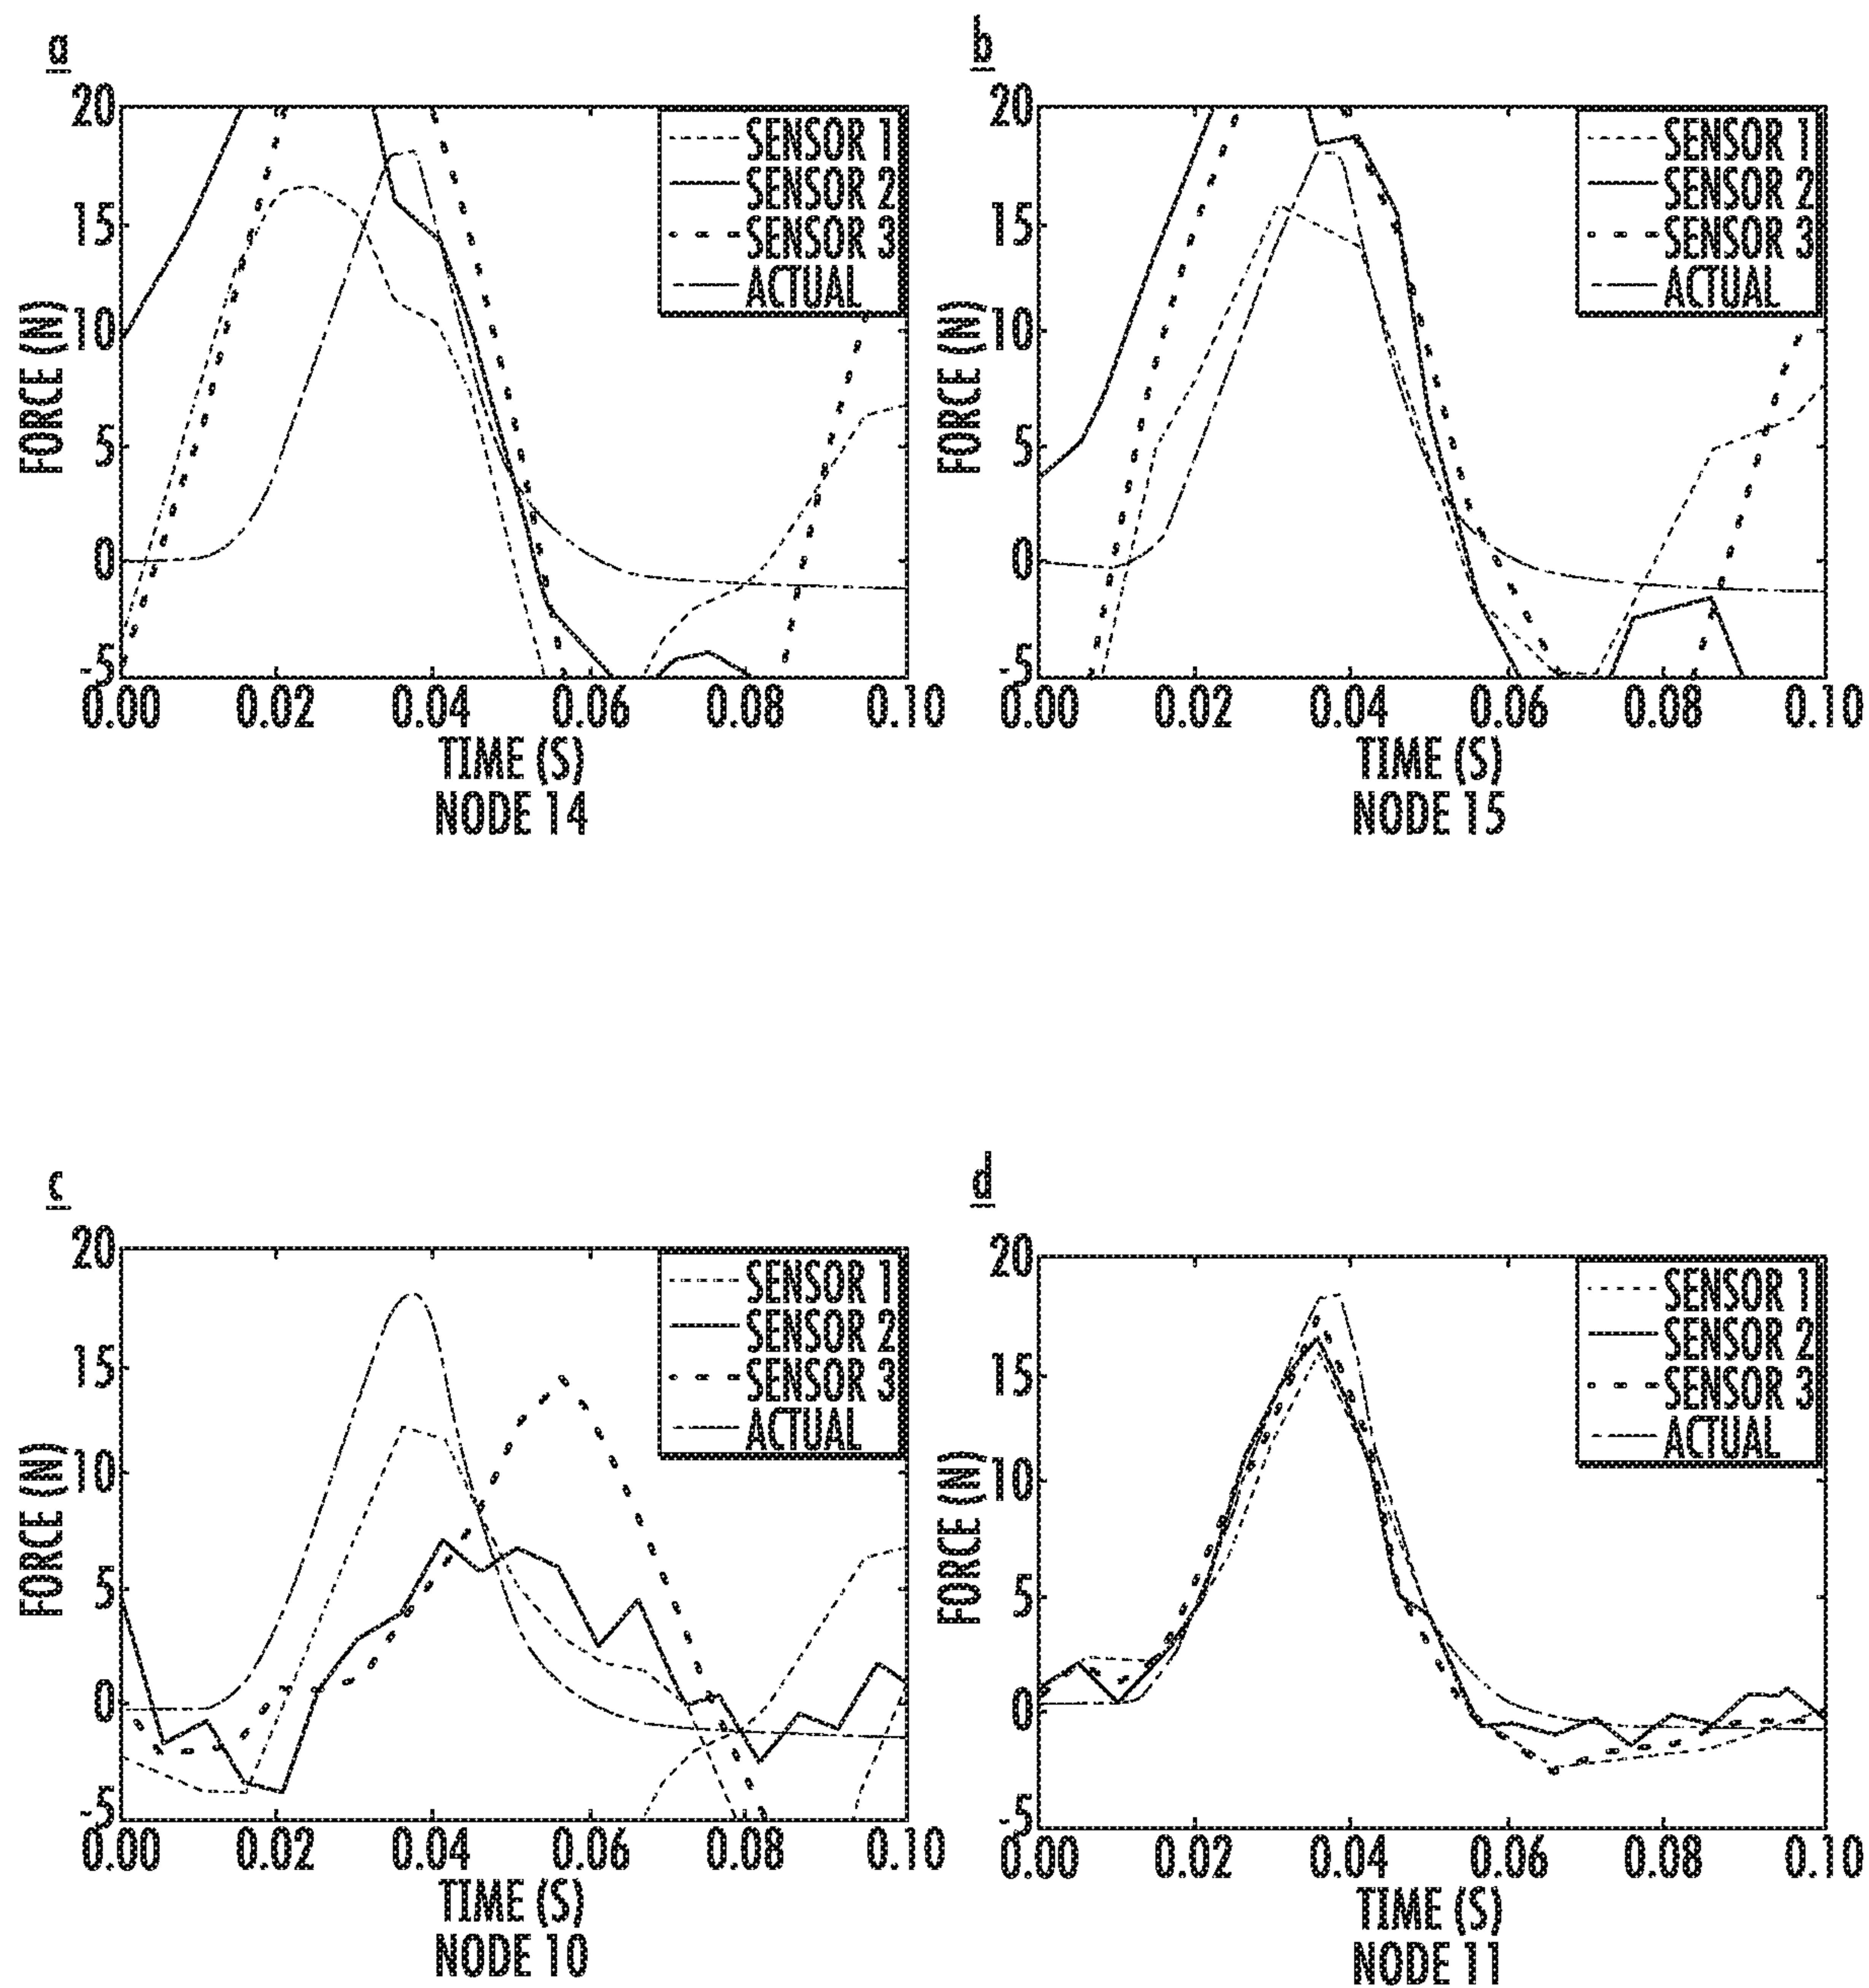 a
20
15
10
5
0
-5
FORCE (N)
SENSOR 1
SENSOR 2
SENSOR 3
ACTUAL
0.00 0.02 0.04 0.06 0.08 0.10
TIME (S)
NODE 14
b
20
15
10
5
0
-5
FORCE (N)
SENSOR 1
SENSOR 2
SENSOR 3
ACTUAL
0.00 0.02 0.04 0.06 0.08 0.10
TIME (S)
NODE 15
c
20
15
10
5
0
-5
FORCE (N)
SENSOR 1
SENSOR 2
SENSOR 3
ACTUAL
0.00 0.02 0.04 0.06 0.08 0.10
TIME (S)
NODE 10
d
20
15
10
5
0
-5
FORCE (N)
SENSOR 1
SENSOR 2
SENSOR 3
ACTUAL
0.00 0.02 0.04 0.06 0.08 0.10
TIME (S)
NODE 11